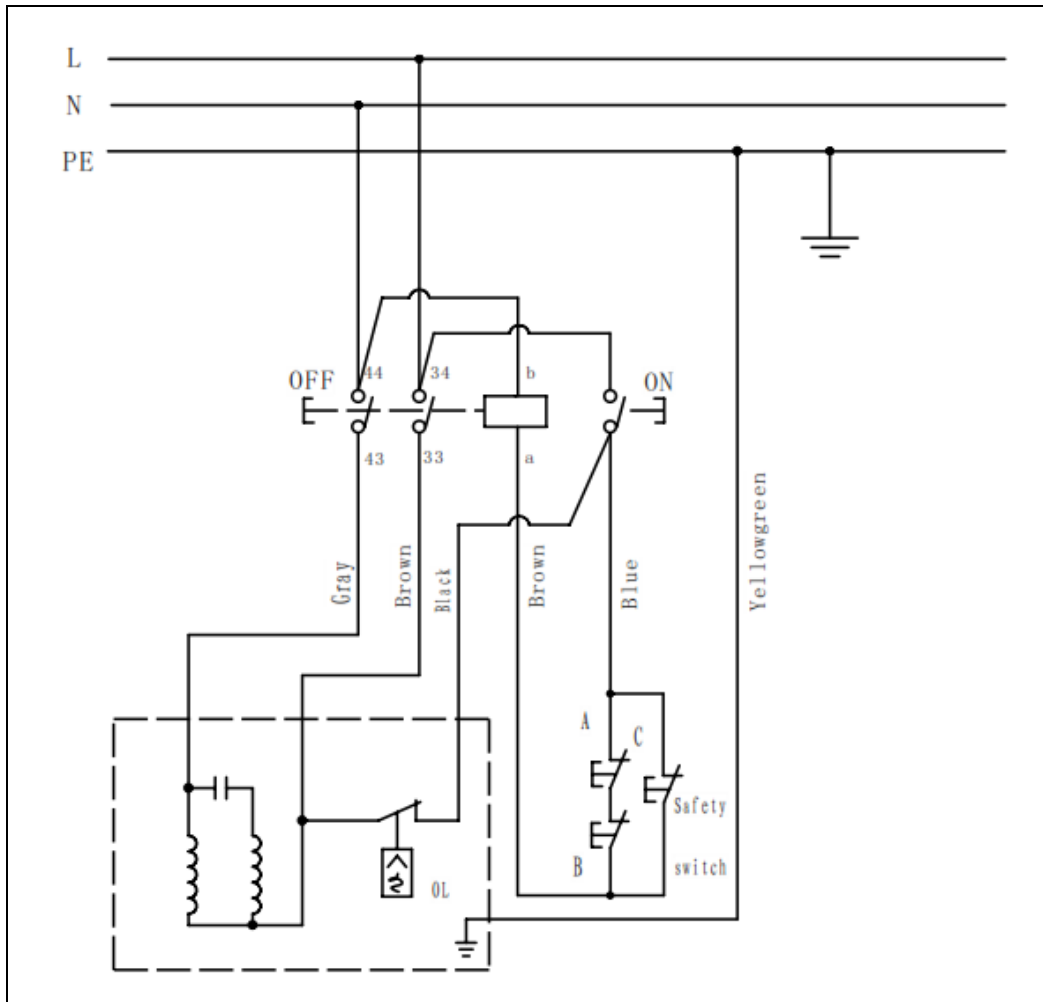 L
N
PE
OFF
44
34
b
ON
43
33
a
Gray
Brown
Black
Brown
Blue
Yellowgreen
A
C
Safety
B
switch
OL